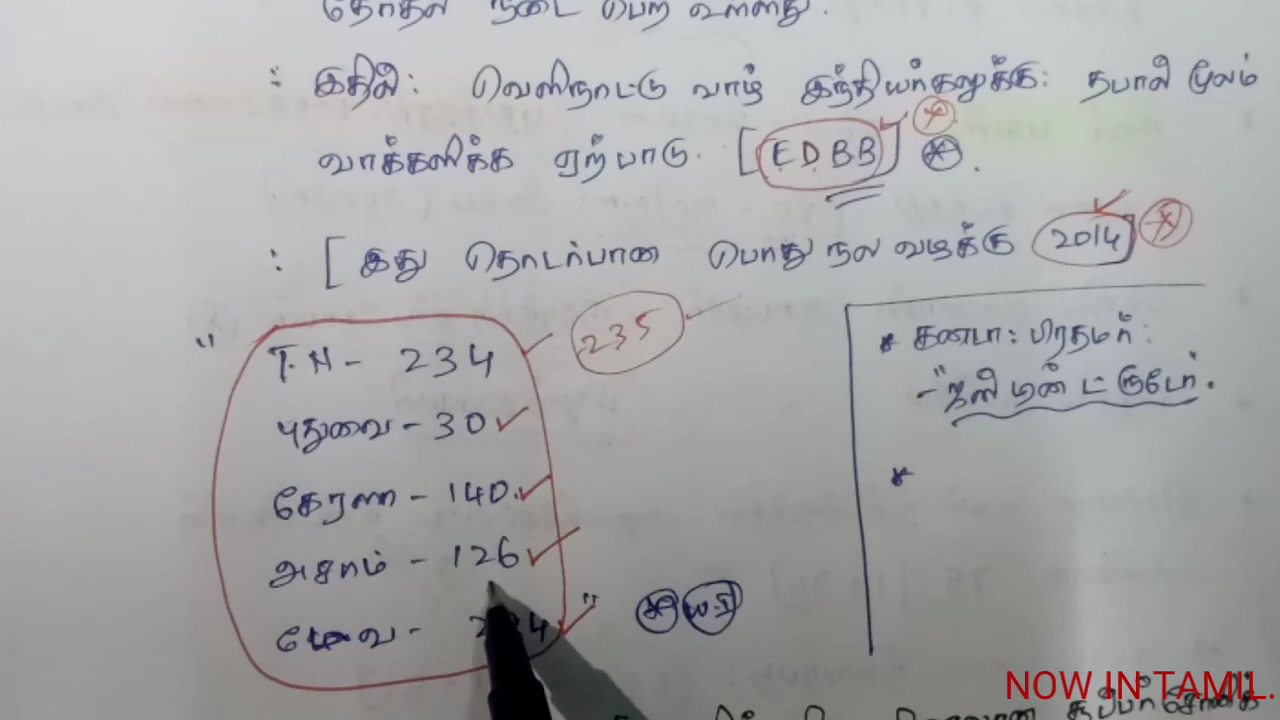 நடை பெற உள்ளது.
: இதில்: வெளிநாட்டு வாழ் இந்தியர்களுக்கு: தபால் மூலம்
வாக்களிக்க ஏற்பாடு. [EDBB]
: [இது தொடர்பான பொது நல வழக்கு 2014]
235
" T.N - 234
புதுவை - 30
கேரளா - 140.
அசாம் - 126
"
* கனடா: பிரதமர்:
*
NOW IN TAMIL.